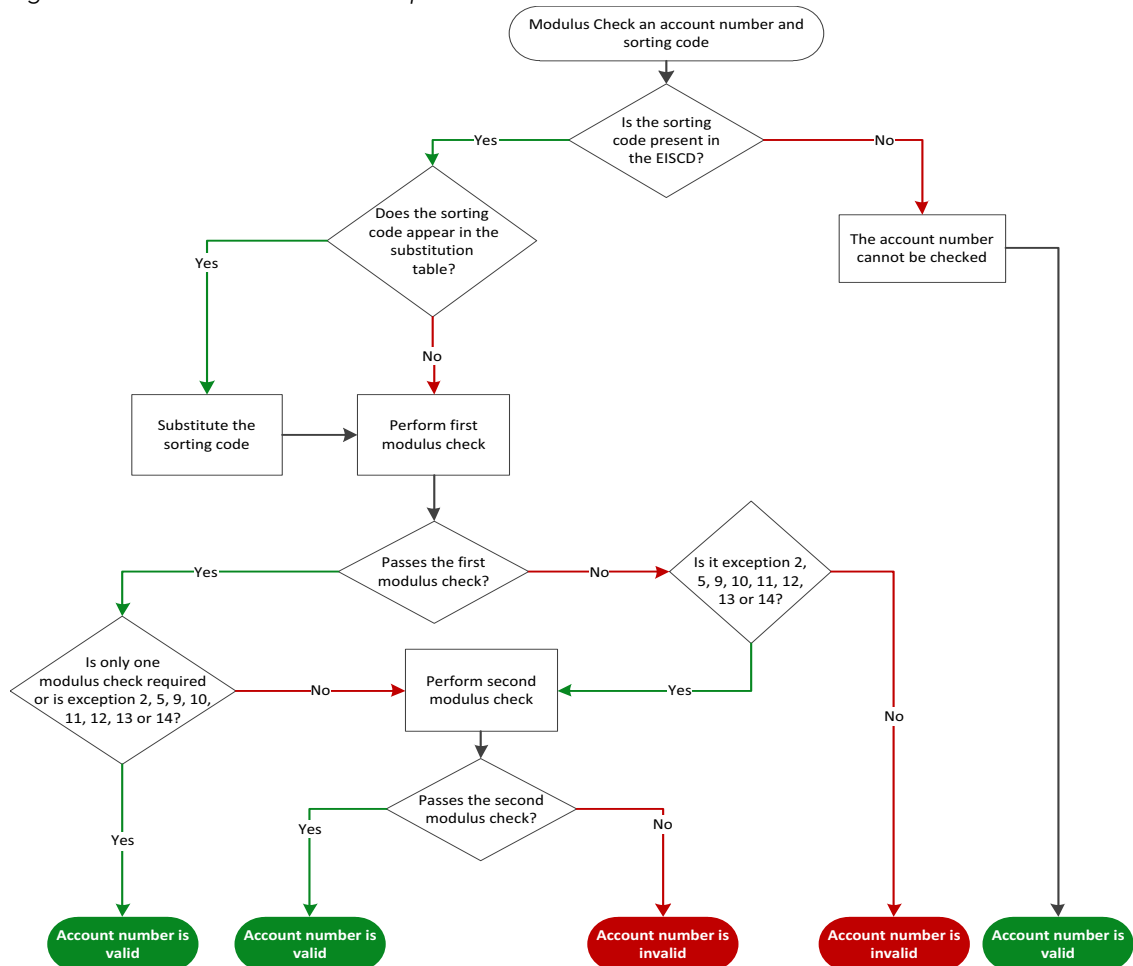 Modulus Check an account number and
sorting code
Is the sorting
code present in
the EISCD?
Yes
No
Does the sorting
code appear in the
substitution
table?
The account number
cannot be checked
Yes
No
Substitute the
sorting code
Perform first
modulus check
Passes the first
modulus check?
Yes
No
Is it exception 2,
5, 9, 10, 11, 12,
13 or 14?
Is only one
modulus check required
or is exception 2, 5, 9, 10,
11, 12, 13 or 14?
No
Perform second
modulus check
Yes
No
Passes the second
modulus check?
Yes
Yes
No
Account number is
valid
Account number is
valid
Account number is
invalid
Account number is
invalid
Account number is
valid